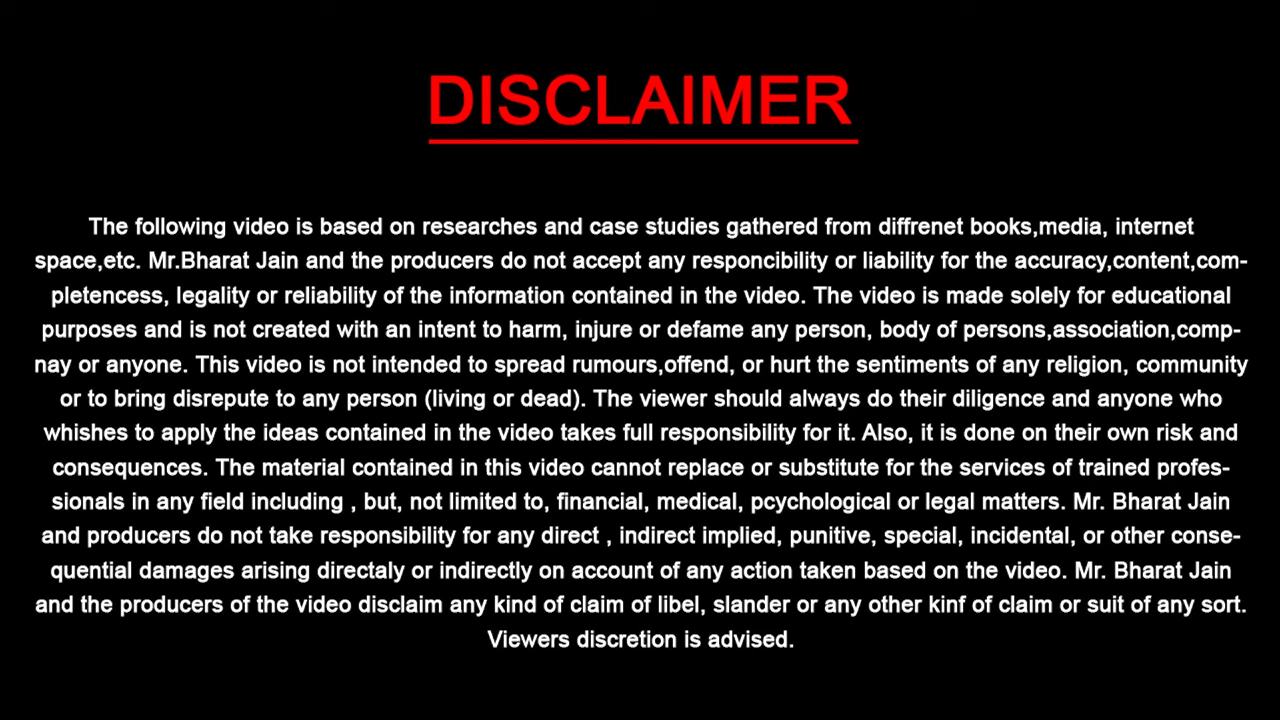 DISCLAIMER
The following video is based on researches and case studies gathered from diffrenet books,media, internet
space,etc. Mr.Bharat Jain and the producers do not accept any responcibility or liability for the accuracy,content,com-
pletencess, legality or reliability of the information contained in the video. The video is made solely for educational
purposes and is not created with an intent to harm, injure or defame any person, body of persons,association,comp-
nay or anyone. This video is not intended to spread rumours,offend, or hurt the sentiments of any religion, community
or to bring disrepute to any person (living or dead). The viewer should always do their diligence and anyone who
whishes to apply the ideas contained in the video takes full responsibility for it. Also, it is done on their own risk and
consequences. The material contained in this video cannot replace or substitute for the services of trained profes-
sionals in any field including , but, not limited to, financial, medical, pcychological or legal matters. Mr. Bharat Jain
and producers do not take responsibility for any direct , indirect implied, punitive, special, incidental, or other conse-
quential damages arising directaly or indirectly on account of any action taken based on the video. Mr. Bharat Jain
and the producers of the video disclaim any kind of claim of libel, slander or any other kinf of claim or suit of any sort.
Viewers discretion is advised.